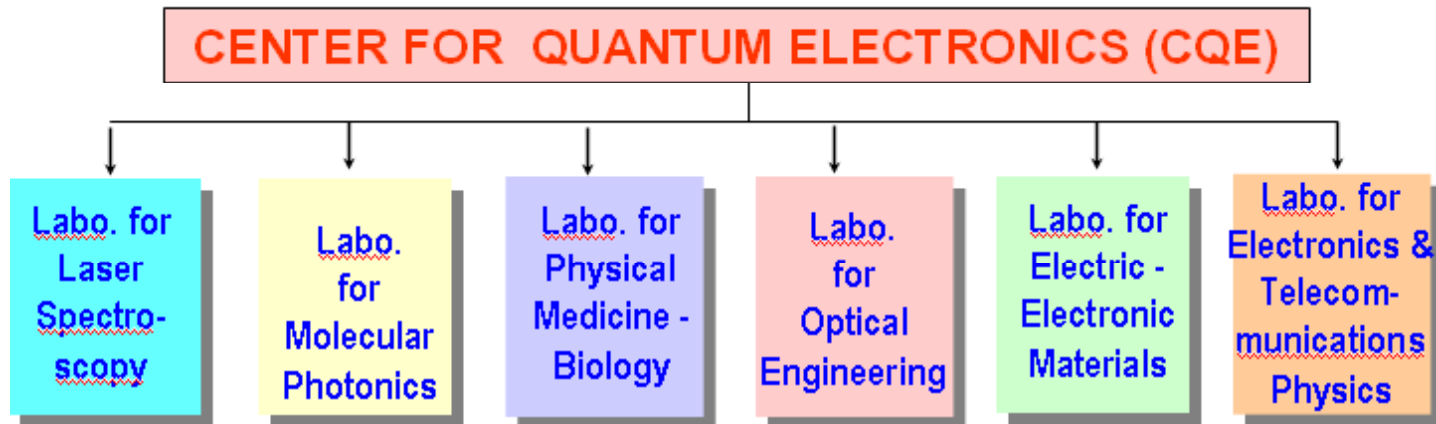 CENTER FOR QUANTUM ELECTRONICS (CQE)
Labo. for
Laser
Spectro-
scopy
Labo.
for
Molecular
Photonics
Labo. for
Physical
Medicine -
Biology
Labo.
for
Optical
Engineering
Labo. for
Electric -
Electronic
Materials
Labo. for
Electronics &
Telecom-
munications
Physics